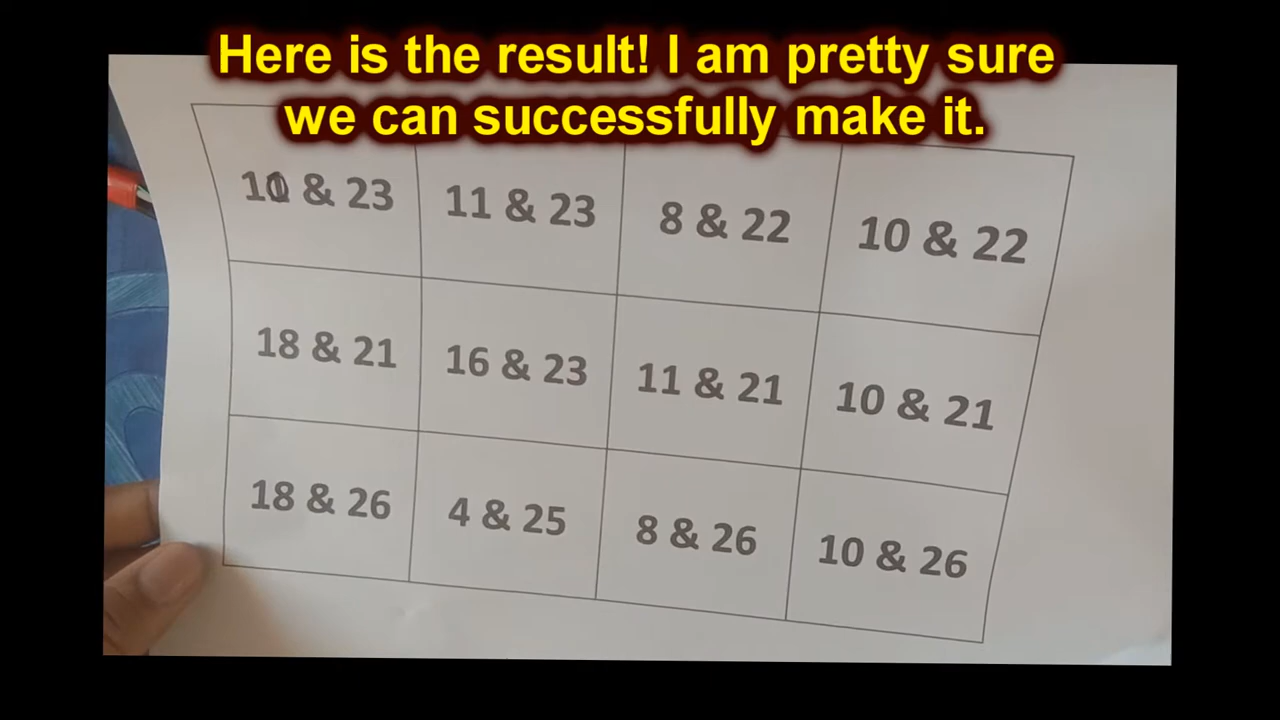 Here is the result! I am pretty sure
we can successfully make it.
10 & 23 11 & 23 8 & 22 10 & 22
18 & 21 16 & 23 11 & 21 10 & 21
18 & 26 4 & 25 8 & 26 10 & 26